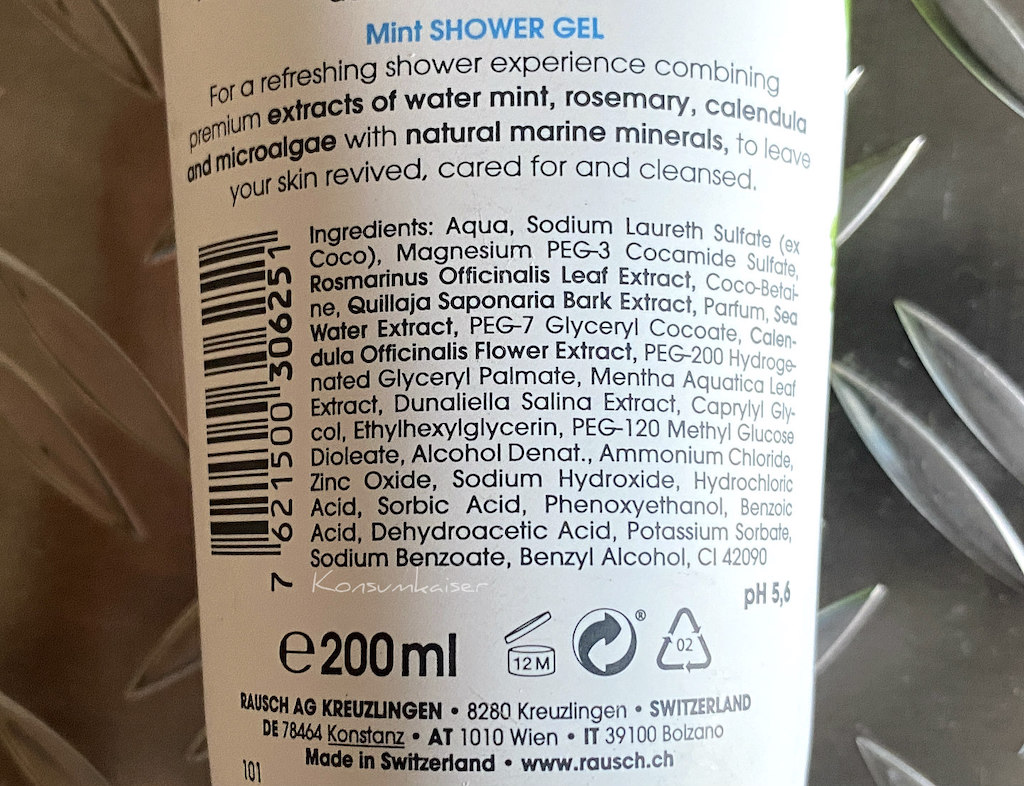 Mint SHOWER GEL
For a refreshing shower experience combining
premium extracts of water mint, rosemary, calendula
and microalgae with natural marine minerals, to leave
your skin revived, cared for and cleansed.
Ingredients: Aqua, Sodium Laureth Sulfate (ex
Coco), Magnesium PEG-3 Cocamide Sulfate,
Rosmarinus Officinalis Leaf Extract, Coco-Betai-
ne, Quillaja Saponaria Bark Extract, Parfum, Sea
Water Extract, PEG-7 Glyceryl Cocoate, Calen-
dula Officinalis Flower Extract, PEG-200 Hydroge-
nated Glyceryl Palmate, Mentha Aquatica Leaf
Extract, Dunaliella Salina Extract, Caprylyl Gly-
col, Ethylhexylglycerin, PEG-120 Methyl Glucose
Dioleate, Alcohol Denat., Ammonium Chloride,
Zinc Oxide, Sodium Hydroxide, Hydrochloric
Acid, Sorbic Acid, Phenoxyethanol, Benzoic
Acid, Dehydroacetic Acid, Potassium Sorbate,
Sodium Benzoate, Benzyl Alcohol, CI 42090
7 621500 306251
Konsumkaiser
pH 5,6
e 200 ml
12 M
®
02
RAUSCH AG KREUZLINGEN • 8280 Kreuzlingen • SWITZERLAND
DE 78464 Konstanz • AT 1010 Wien • IT 39100 Bolzano
Made in Switzerland • www.rausch.ch
101